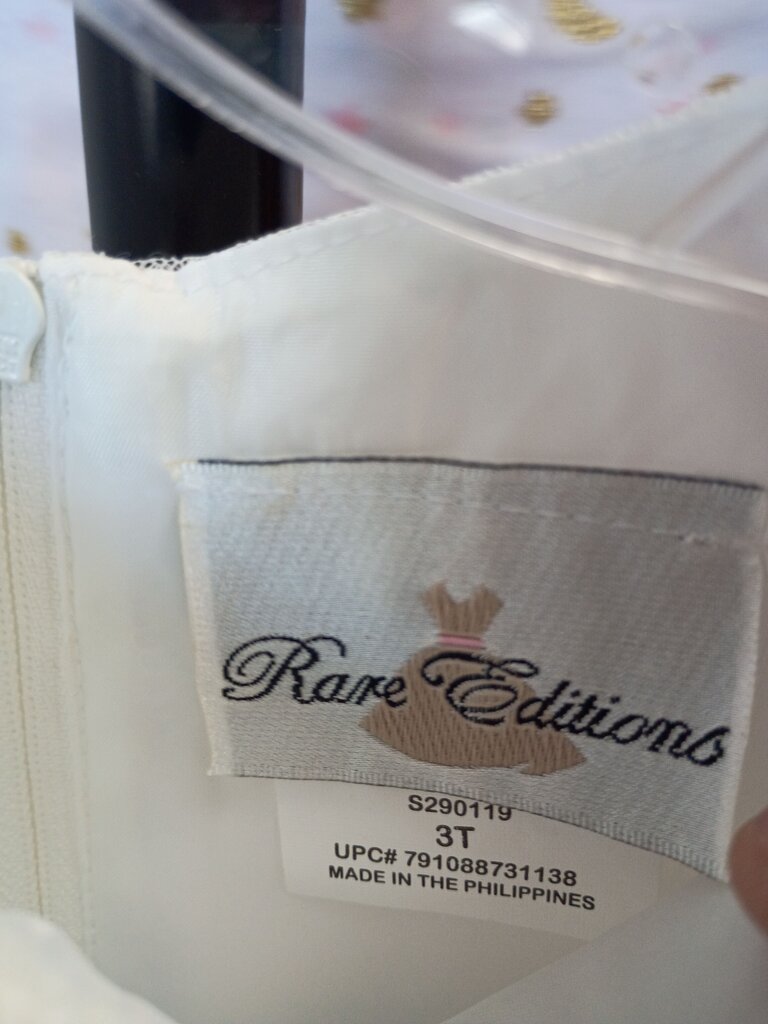 Rare Editions
S290119
3T
UPC# 791088731138
MADE IN THE PHILIPPINES